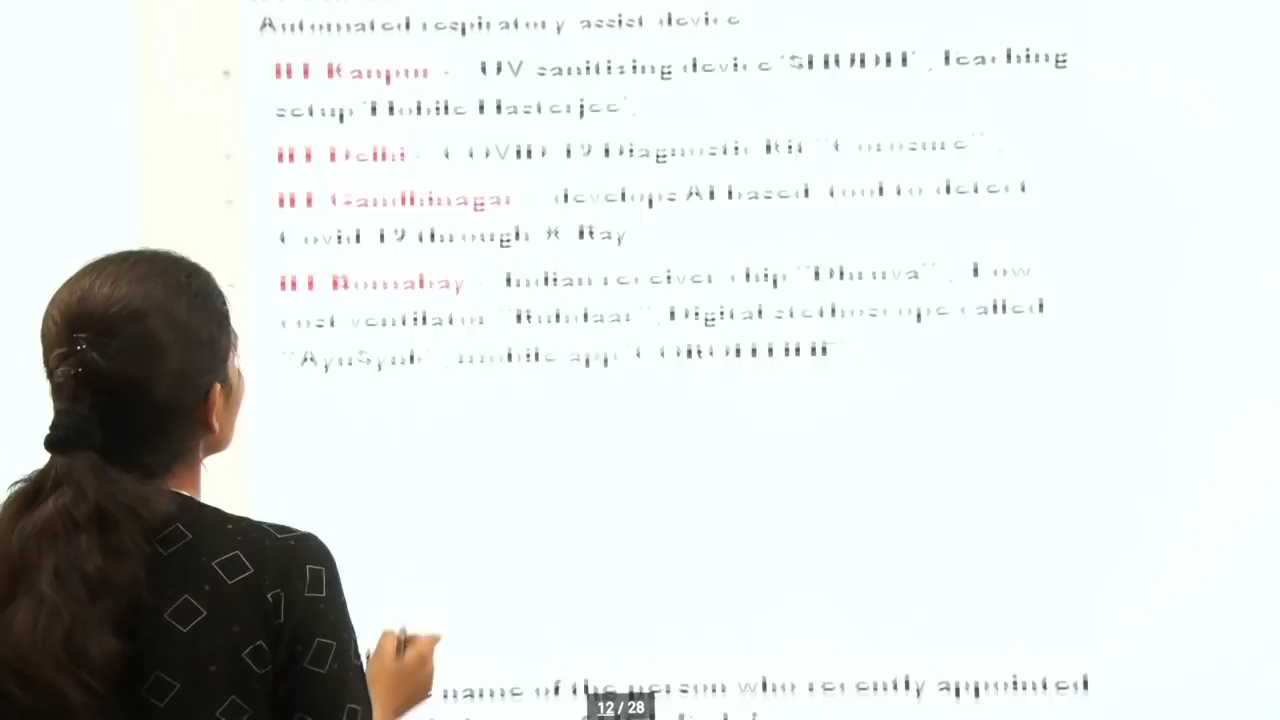 Automated respiratory assist device
IIT Kanpur - UV sanitizing device 'SHUDH', Teaching
setup 'Mobile Masterjee'.
IIT Delhi - COVID 19 Diagnostic Kit "Corosure".
IIT Gandhinagar - develops AI based tool to detect
Covid 19 through X-Ray
IIT Bomabay - Indian receiver chip "Dhruva", Low
cost ventilator "Ruhdaar", Digital stethoscope called
"AyuSynk", mobile app
name of the person who recently appointed
12 / 28